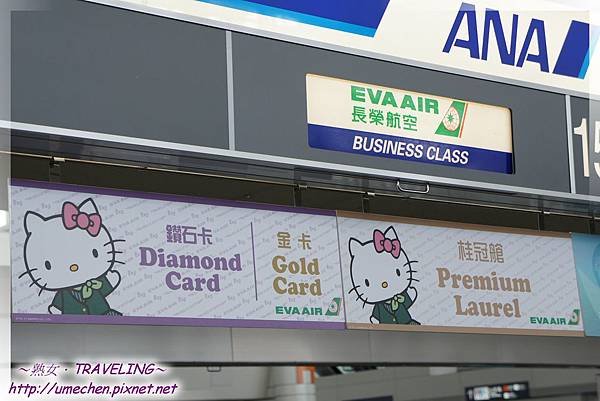 ANA
EVA AIR
長榮航空
BUSINESS CLASS
15
鑽石卡
Diamond
Card
金卡
Gold
Card
EVA AIR
桂冠艙
Premium
Laurel
EVA AIR
～熟女．TRAVELING～
http://umechen.pixnet.net